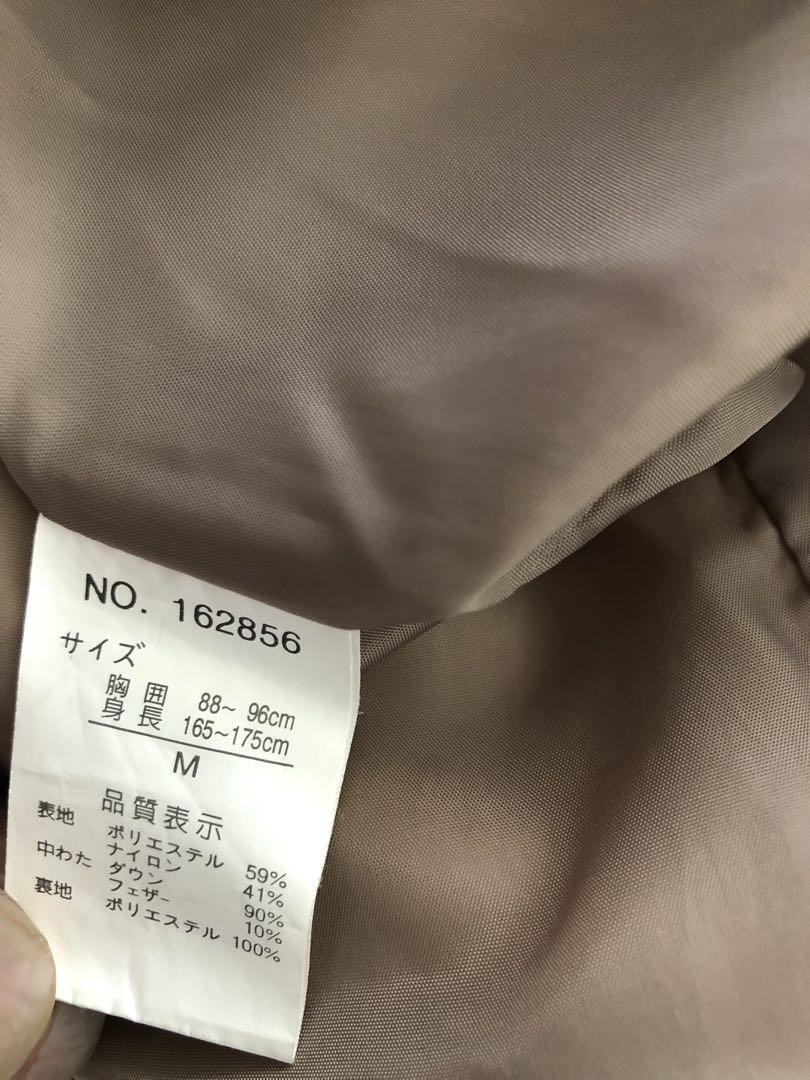 NO. 162856
サイズ
胸囲 88~ 96cm
身長 165~175cm
M
品質表示
表地 ポリエステル 59%
ナイロン 41%
中わた ダウン 90%
フェザー 10%
裏地 ポリエステル 100%